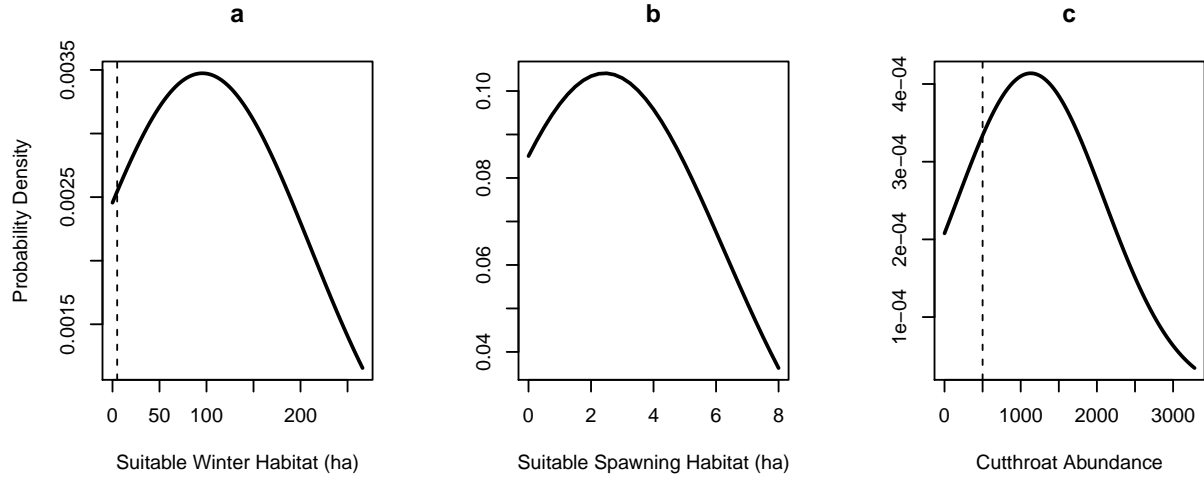 a
b
c
Probability Density
0.0015
0.0025
0.0035
0
50
100
200
Suitable Winter Habitat (ha)
0.04
0.06
0.08
0.10
0
2
4
6
8
Suitable Spawning Habitat (ha)
1e−04
2e−04
3e−04
4e−04
0
1000
2000
3000
Cutthroat Abundance